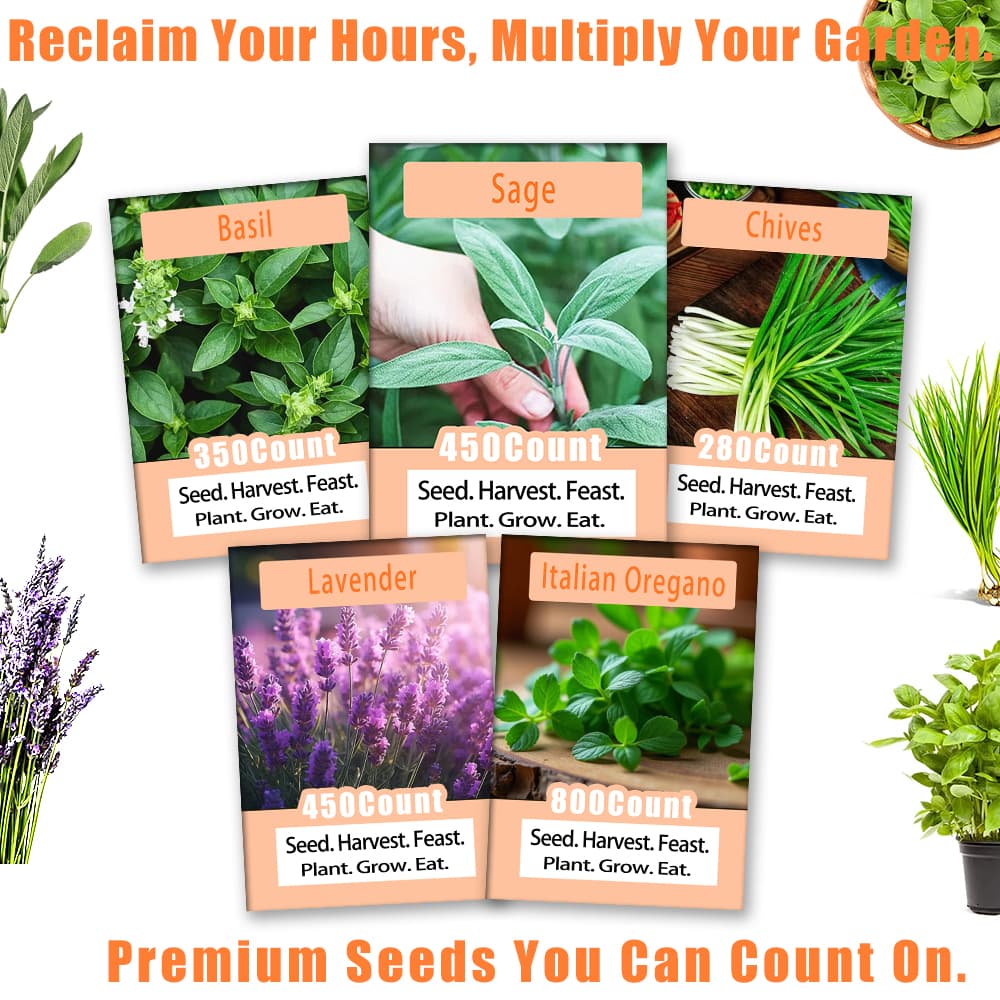 Reclaim Your Hours, Multiply Your Garden.
Basil
350Count
Seed. Harvest. Feast.
Plant. Grow. Eat.
Sage
450Count
Seed. Harvest. Feast.
Plant. Grow. Eat.
Chives
280Count
Seed. Harvest. Feast.
Plant. Grow. Eat.
Lavender
450Count
Seed. Harvest. Feast.
Plant. Grow. Eat.
Italian Oregano
800Count
Seed. Harvest. Feast.
Plant. Grow. Eat.
Premium Seeds You Can Count On.